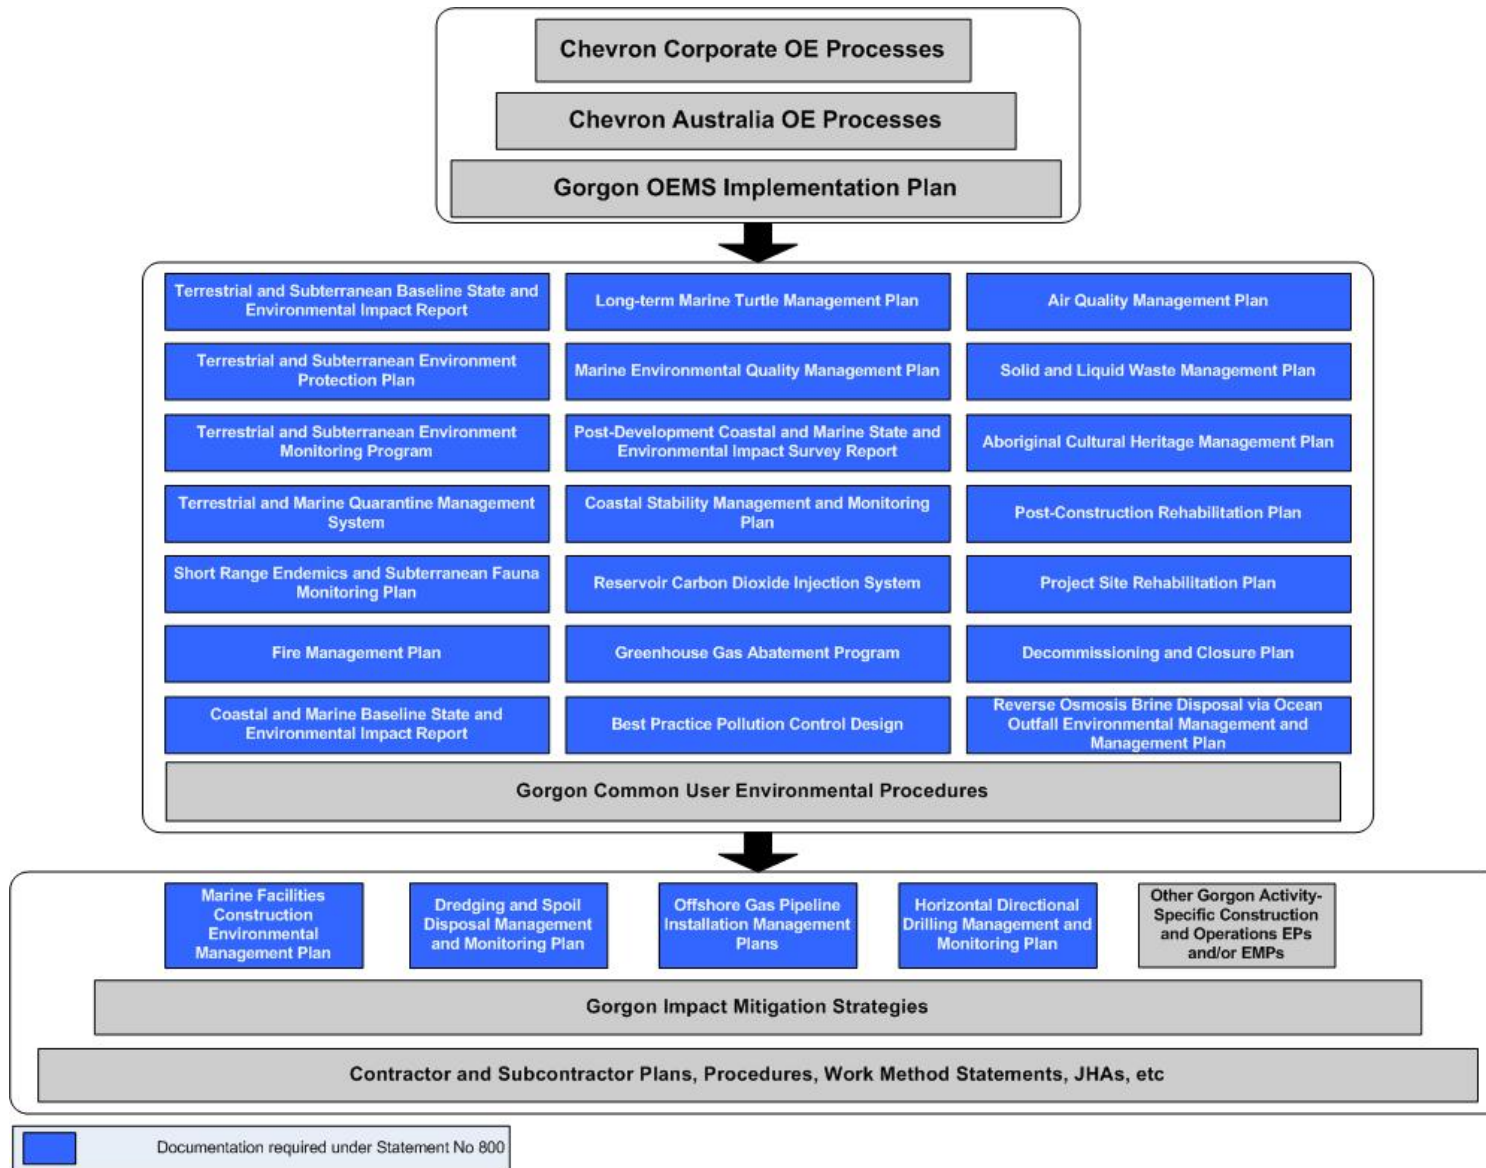 Chevron Corporate OE Processes
Chevron Australia OE Processes
Gorgon OEMS Implementation Plan
Terrestrial and Subterranean Baseline State and
Environmental Impact Report
Long-term Marine Turtle Management Plan
Air Quality Management Plan
Terrestrial and Subterranean Environment
Protection Plan
Marine Environmental Quality Management Plan
Solid and Liquid Waste Management Plan
Terrestrial and Subterranean Environment
Monitoring Program
Post-Development Coastal and Marine State and
Environmental Impact Survey Report
Aboriginal Cultural Heritage Management Plan
Terrestrial and Marine Quarantine Management
System
Coastal Stability Management and Monitoring
Plan
Post-Construction Rehabilitation Plan
Short Range Endemics and Subterranean Fauna
Monitoring Plan
Reservoir Carbon Dioxide Injection System
Project Site Rehabilitation Plan
Fire Management Plan
Greenhouse Gas Abatement Program
Decommissioning and Closure Plan
Coastal and Marine Baseline State and
Environmental Impact Report
Best Practice Pollution Control Design
Reverse Osmosis Brine Disposal via Ocean
Outfall Environmental Management and
Management Plan
Gorgon Common User Environmental Procedures
Marine Facilities
Construction
Environmental
Management Plan
Dredging and Spoil
Disposal Management
and Monitoring Plan
Offshore Gas Pipeline
Installation Management
Plans
Horizontal Directional
Drilling Management and
Monitoring Plan
Other Gorgon Activity-
Specific Construction
and Operations EPs
and/or EMPs
Gorgon Impact Mitigation Strategies
Contractor and Subcontractor Plans, Procedures, Work Method Statements, JHAs, etc
Documentation required under Statement No 800